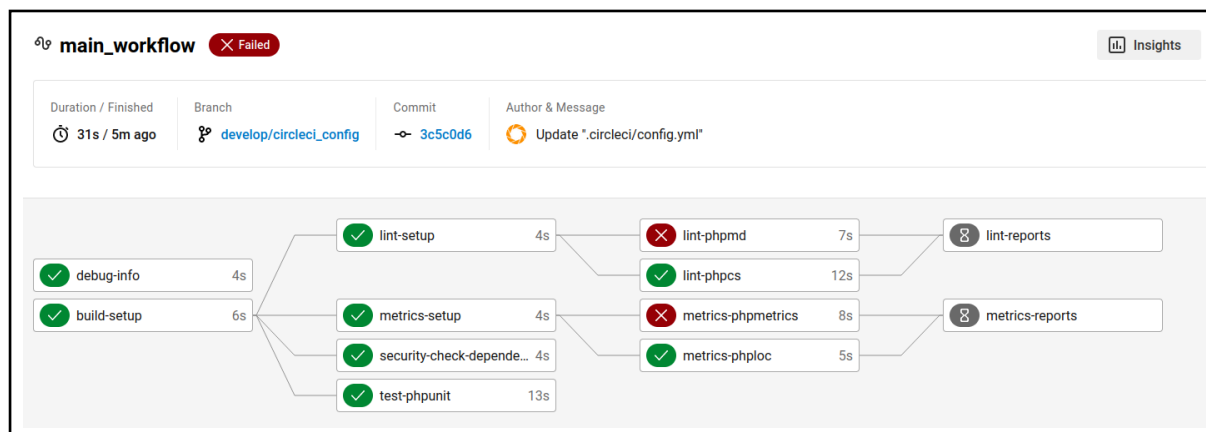 main_workflow Failed Insights
Duration / Finished Branch Commit Author & Message
31s / 5m ago develop/circleci_config 3c5c0d6 Update ".circleci/config.yml"
lint-setup 4s lint-phpmd 7s lint-reports
debug-info 4s lint-phpcs 12s
build-setup 6s metrics-setup 4s metrics-phpmetrics 8s metrics-reports
security-check-depende... 4s metrics-phploc 5s
test-phpunit 13s